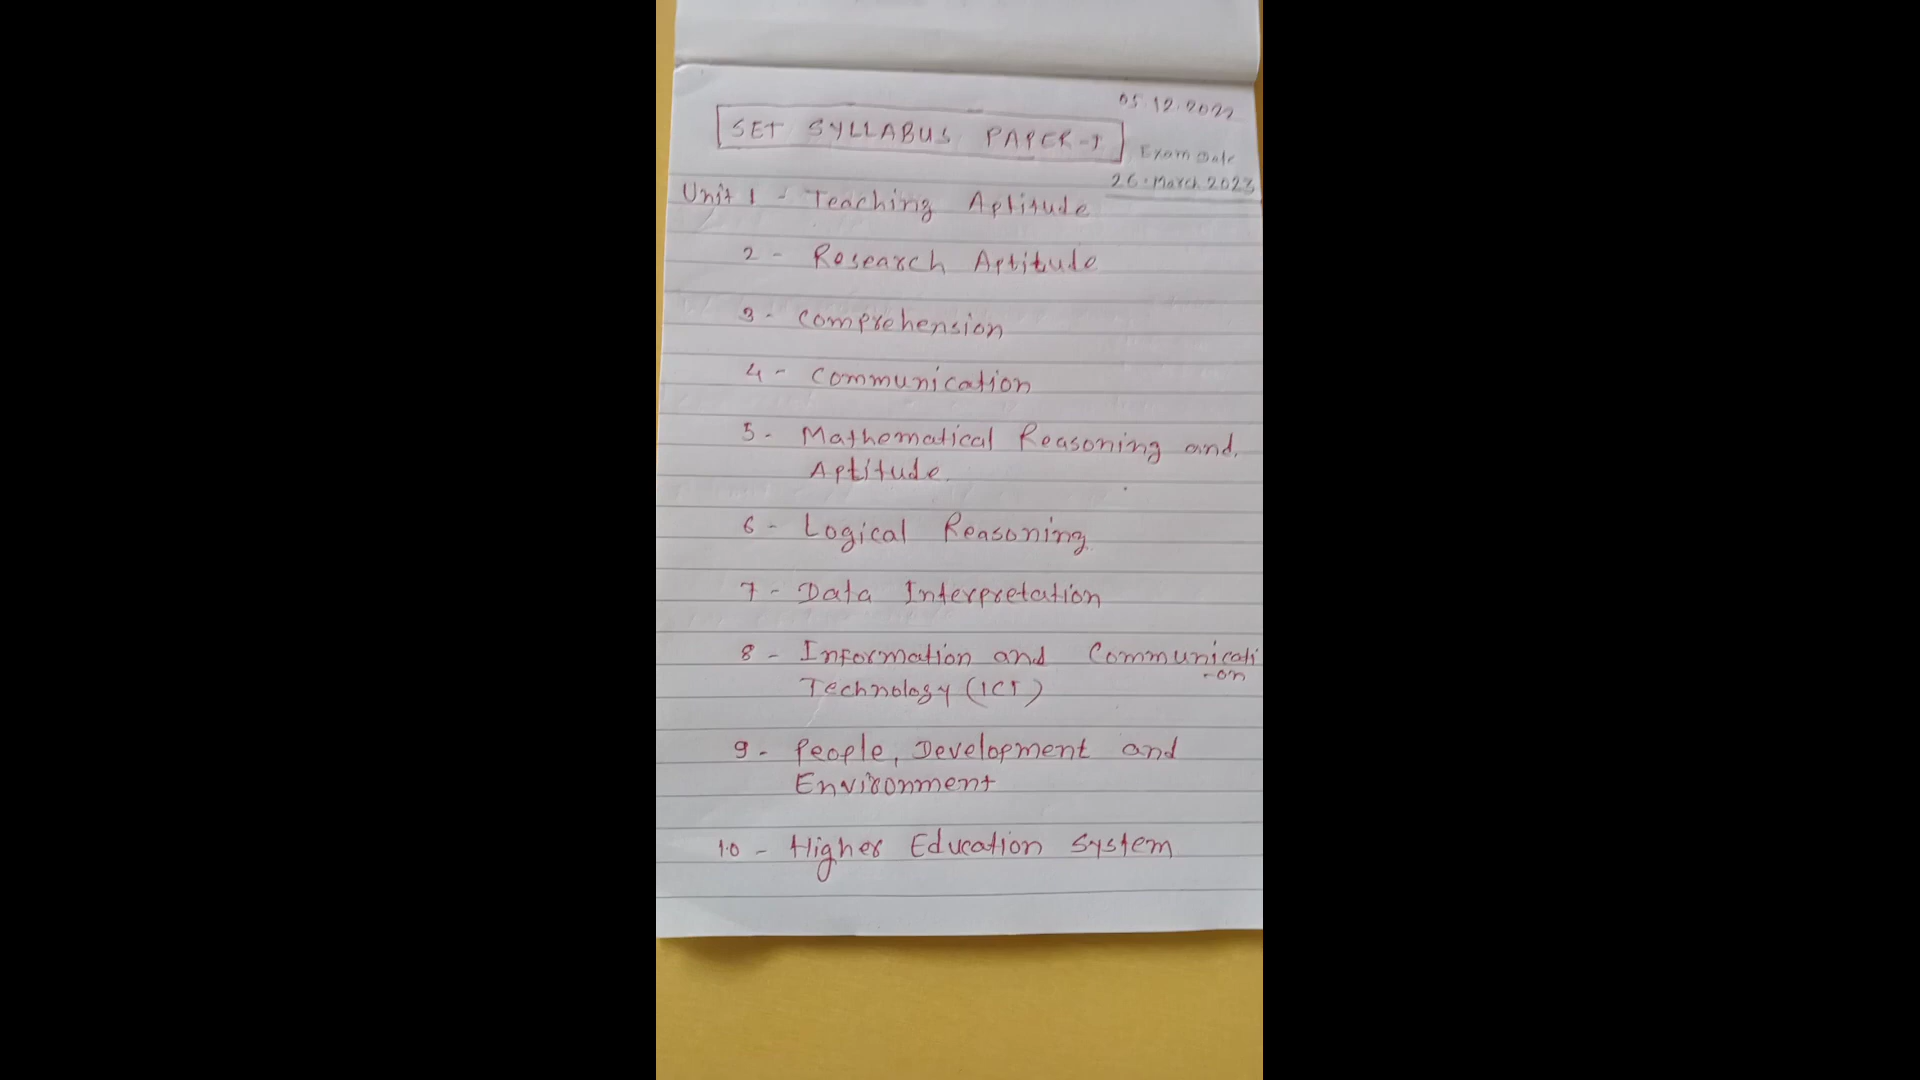 05.12.2022
SET SYLLABUS PAPER-I
Exam Date
26.March 2023
Unit 1 - Teaching Aptitude
2 - Research Aptitude
3 - Comprehension
4 - Communication
5 - Mathematical Reasoning and
Aptitude.
6 - Logical Reasoning
7 - Data Interpretation
8 - Information and Communicati
-on
Technology (ICT)
9 - People, Development and
Environment
10 - Higher Education System